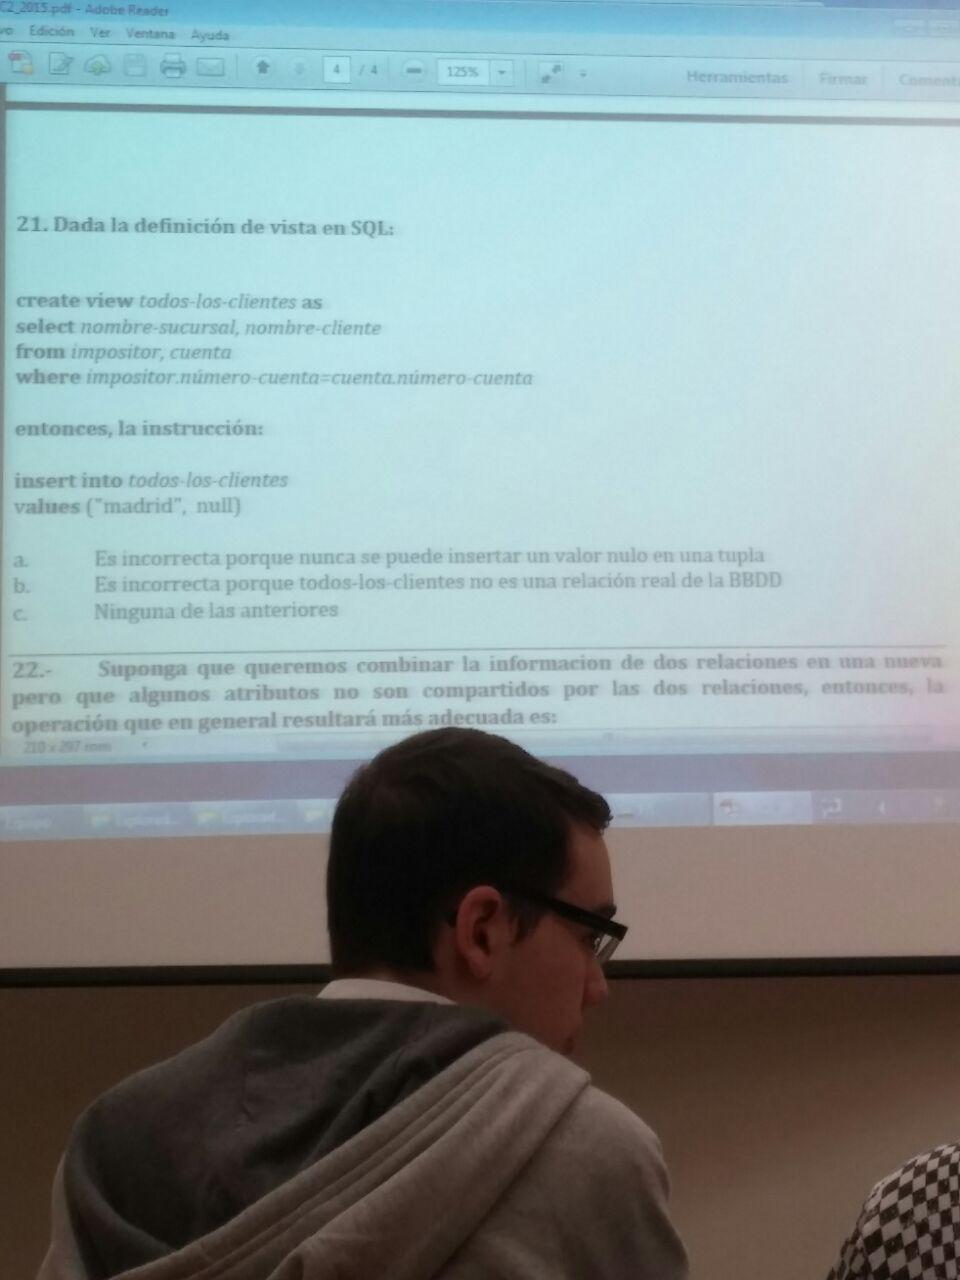 C2_2015.pdf - Adobe Reader
vo Edición Ver Ventana Ayuda
4 / 4 125% Herramientas Firmar Comenta
21. Dada la definición de vista en SQL:
create view todos-los-clientes as
select nombre-sucursal, nombre-cliente
from impositor, cuenta
where impositor.número-cuenta=cuenta.número-cuenta
entonces, la instrucción:
insert into todos-los-clientes
values ("madrid", null)
a. Es incorrecta porque nunca se puede insertar un valor nulo en una tupla
b. Es incorrecta porque todos-los-clientes no es una relación real de la BBDD
c. Ninguna de las anteriores
22.- Suponga que queremos combinar la informacion de dos relaciones en una nueva
pero que algunos atributos no son compartidos por las dos relaciones, entonces, la
operación que en general resultará más adecuada es:
210 x 297 mm